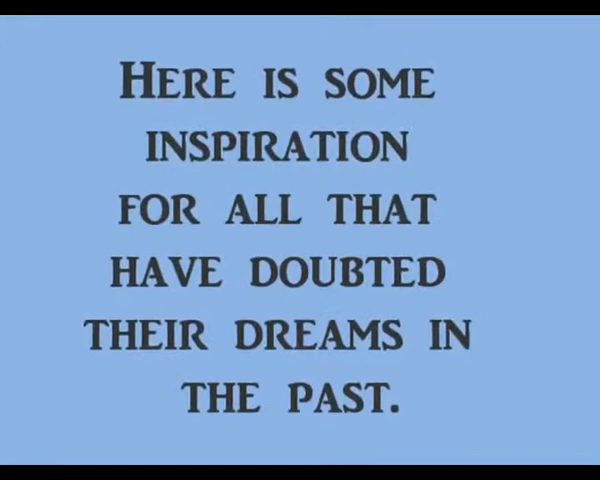 Here is some
inspiration
for all that
have doubted
their dreams in
the past.